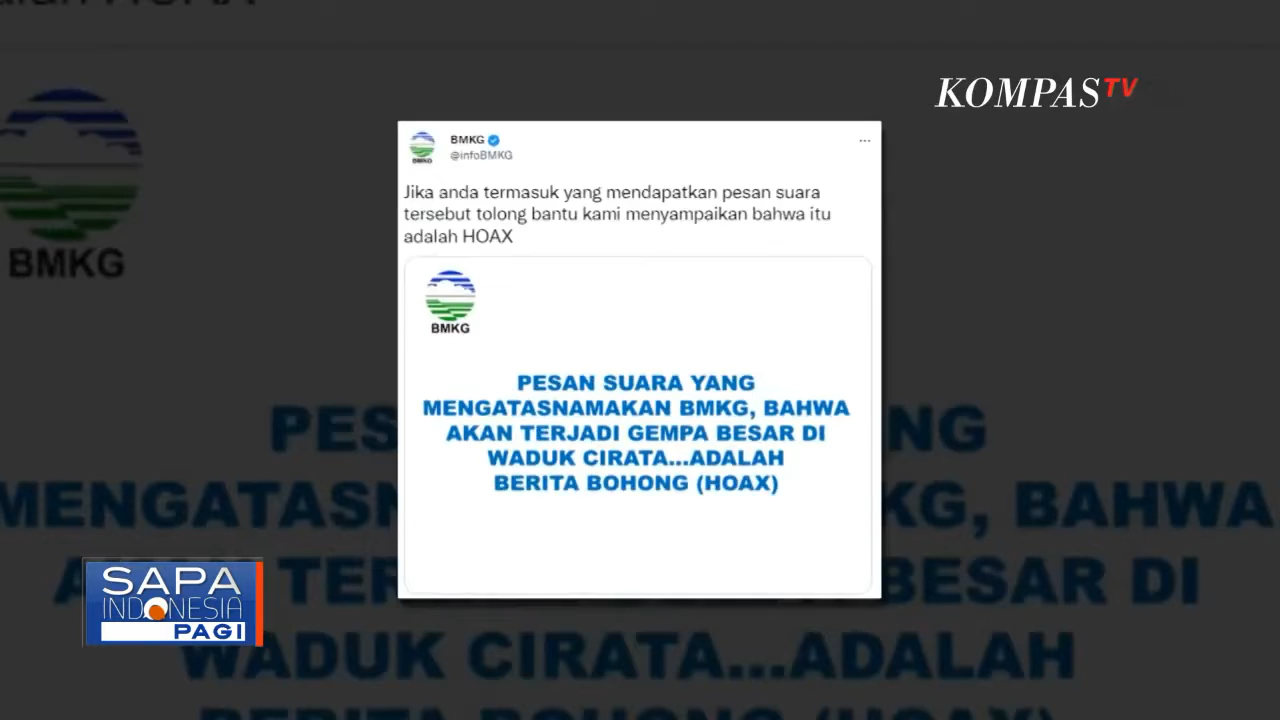 KOMPASTV
BMKG
@infoBMKG
Jika anda termasuk yang mendapatkan pesan suara
tersebut tolong bantu kami menyampaikan bahwa itu
adalah HOAX
BMKG
PESAN SUARA YANG
MENGATASNAMAKAN BMKG, BAHWA
AKAN TERJADI GEMPA BESAR DI
WADUK CIRATA...ADALAH
BERITA BOHONG (HOAX)
BMKG
SAPA
INDONESIA
PAGI